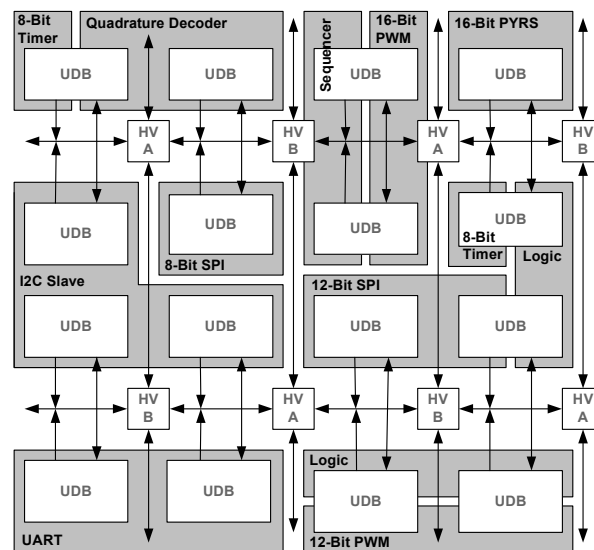 8-Bit
Timer
Quadrature Decoder
Sequencer
16-Bit
PWM
16-Bit PYRS
UDB
UDB
UDB
UDB
HV
A
HV
B
HV
A
HV
B
UDB
UDB
UDB
UDB
8-Bit SPI
8-Bit
Timer
Logic
I2C Slave
12-Bit SPI
UDB
UDB
UDB
UDB
HV
B
HV
A
HV
B
HV
A
Logic
UDB
UDB
UDB
UDB
UART
12-Bit PWM